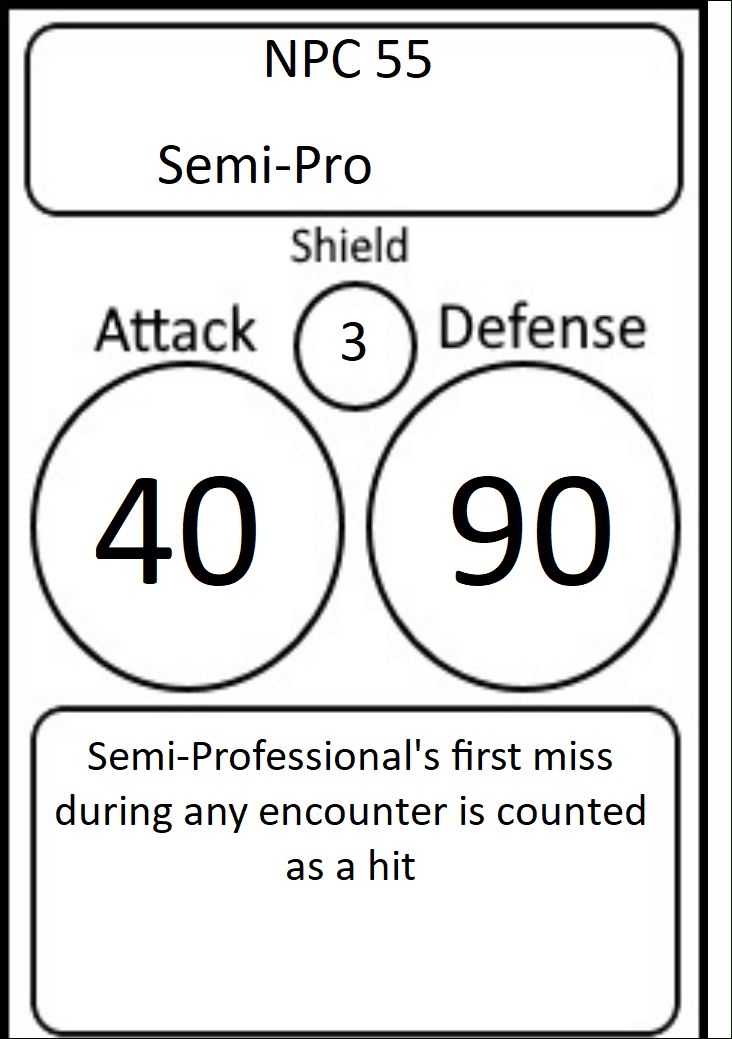 NPC 55
Semi-Pro
Shield
Attack
3
Defense
40
90
Semi-Professional's first miss
during any encounter is counted
as a hit